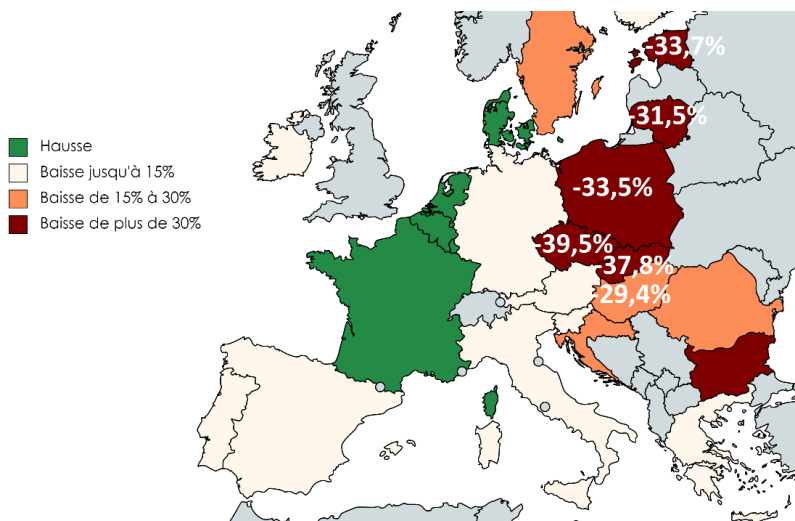 -33,7%
-31,5%
Hausse
Baisse jusqu'à 15%
Baisse de 15% à 30%
Baisse de plus de 30%
-33,5%
-39,5%
-37,8%
-29,4%